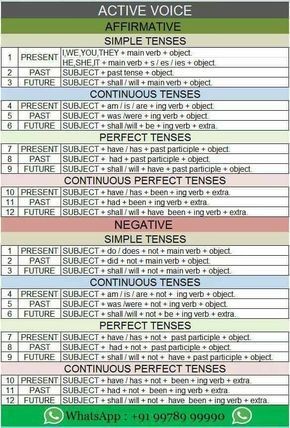 ACTIVE VOICE
AFFIRMATIVE
SIMPLE TENSES
1 PRESENT I,WE,YOU,THEY + main verb + object.
HE,SHE,IT + main verb + s / es / ies + object.
2 PAST SUBJECT + past tense + object.
3 FUTURE SUBJECT + shall / will + main verb + object.
CONTINUOUS TENSES
4 PRESENT SUBJECT + am / is / are + ing verb + object.
5 PAST SUBJECT + was /were + ing verb + object.
6 FUTURE SUBJECT + shall /will + be + ing verb + extra.
PERFECT TENSES
7 PRESENT SUBJECT + have / has + past participle + object.
8 PAST SUBJECT + had + past participle + object.
9 FUTURE SUBJECT + shall / will + have + past participle + object.
CONTINUOUS PERFECT TENSES
10 PRESENT SUBJECT + have / has + been + ing verb + extra.
11 PAST SUBJECT + had + been + ing verb + extra.
12 FUTURE SUBJECT + shall / will + have been + ing verb + extra.
NEGATIVE
SIMPLE TENSES
1 PRESENT SUBJECT + do / does + not + main verb + object.
2 PAST SUBJECT + did + not + main verb + object.
3 FUTURE SUBJECT + shall / will + not + main verb + object.
CONTINUOUS TENSES
4 PRESENT SUBJECT + am / is / are + not + ing verb + object.
5 PAST SUBJECT + was /were + not + ing verb + object.
6 FUTURE SUBJECT + shall/will + not + be + ing verb + extra.
PERFECT TENSES
7 PRESENT SUBJECT + have / has + not + past participle + object.
8 PAST SUBJECT + had + not + past participle + object.
9 FUTURE SUBJECT + shall / will + not + have + past participle + object.
CONTINUOUS PERFECT TENSES
10 PRESENT SUBJECT + have / has + not + been + ing verb + extra.
11 PAST SUBJECT + had + not + been + ing verb + extra.
12 FUTURE SUBJECT + shall / will + not + have been + ing verb + extra.
WhatsApp : +91 99789 99990